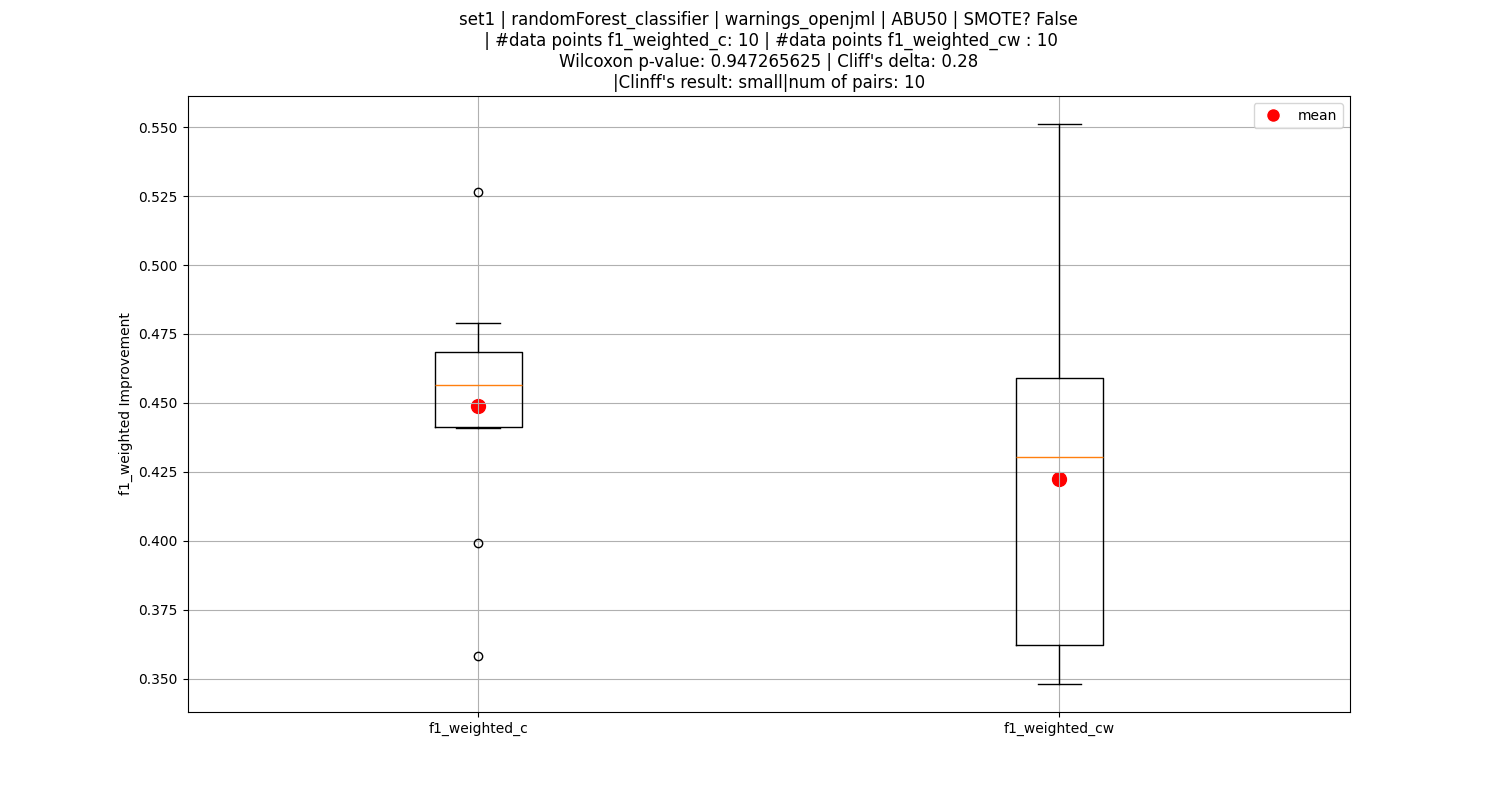 set1 | randomForest_classifier | warnings_openjml | ABU50 | SMOTE? False
| #data points f1_weighted_c: 10 | #data points f1_weighted_cw : 10
Wilcoxon p-value: 0.947265625 | Cliff's delta: 0.28
|Clinff's result: small|num of pairs: 10
mean
0.550
0.525
0.500
0.475
0.450
0.425
0.400
0.375
0.350
f1_weighted Improvement
f1_weighted_c
f1_weighted_cw